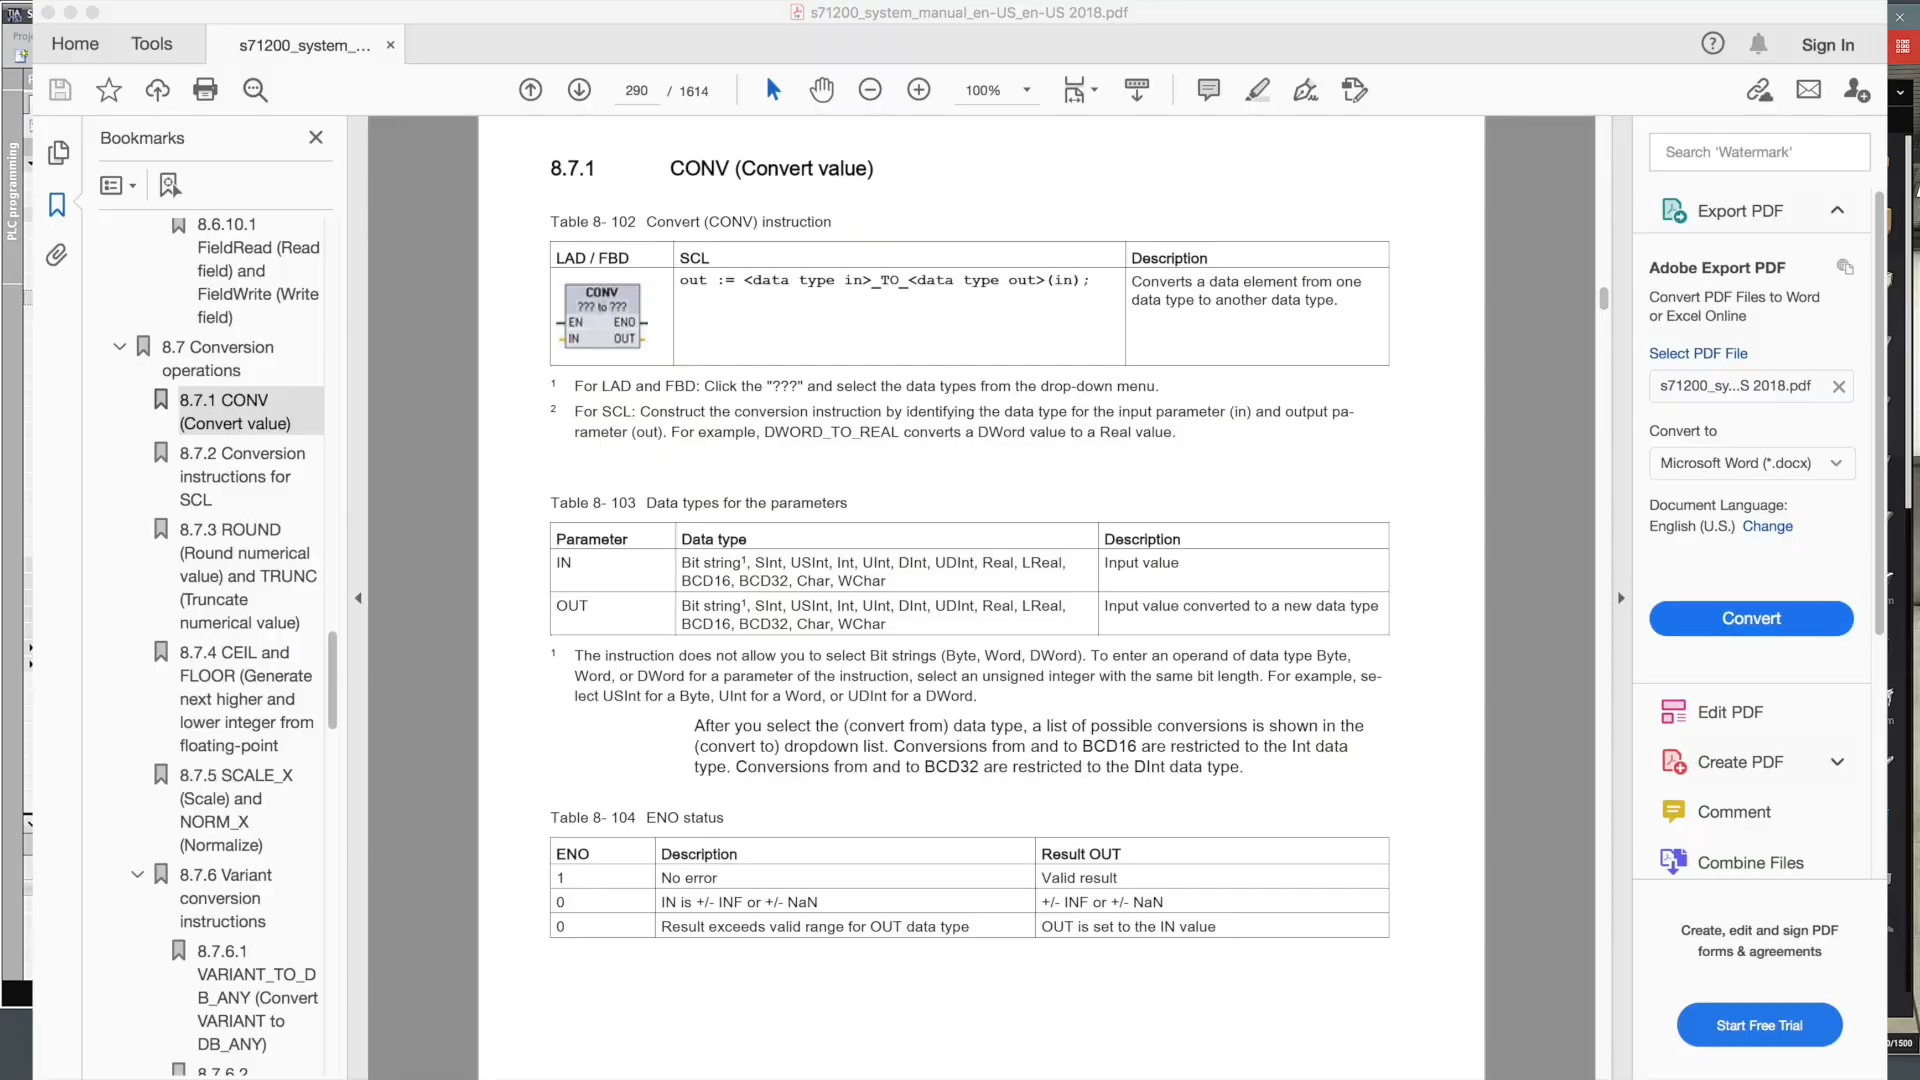 s71200_system_manual_en-US_en-US 2018.pdf
Home
Tools
s71200_system_...
Sign In
290 / 1614
100%
PLC programming
Bookmarks
8.6.10.1
FieldRead (Read
field) and
FieldWrite (Write
field)
8.7 Conversion
operations
8.7.1 CONV
(Convert value)
8.7.2 Conversion
instructions for
SCL
8.7.3 ROUND
(Round numerical
value) and TRUNC
(Truncate
numerical value)
8.7.4 CEIL and
FLOOR (Generate
next higher and
lower integer from
floating-point
8.7.5 SCALE_X
(Scale) and
NORM_X
(Normalize)
8.7.6 Variant
conversion
instructions
8.7.6.1
VARIANT_TO_D
B_ANY (Convert
VARIANT to
DB_ANY)
8.7.6.2
8.7.1 CONV (Convert value)
Table 8- 102 Convert (CONV) instruction
LAD / FBD SCL Description
CONV
??? to ???
EN ENO
IN OUT
out := <data type in>_TO_<data type out>(in);
Converts a data element from one
data type to another data type.
1 For LAD and FBD: Click the "???" and select the data types from the drop-down menu.
2 For SCL: Construct the conversion instruction by identifying the data type for the input parameter (in) and output pa-
rameter (out). For example, DWORD_TO_REAL converts a DWord value to a Real value.
Table 8- 103 Data types for the parameters
Parameter Data type Description
IN Bit string1, SInt, USInt, Int, UInt, DInt, UDInt, Real, LReal, Input value
BCD16, BCD32, Char, WChar
OUT Bit string1, SInt, USInt, Int, UInt, DInt, UDInt, Real, LReal, Input value converted to a new data type
BCD16, BCD32, Char, WChar
1 The instruction does not allow you to select Bit strings (Byte, Word, DWord). To enter an operand of data type Byte,
Word, or DWord for a parameter of the instruction, select an unsigned integer with the same bit length. For example, se-
lect USInt for a Byte, UInt for a Word, or UDInt for a DWord.
After you select the (convert from) data type, a list of possible conversions is shown in the
(convert to) dropdown list. Conversions from and to BCD16 are restricted to the Int data
type. Conversions from and to BCD32 are restricted to the DInt data type.
Table 8- 104 ENO status
ENO Description Result OUT
1 No error Valid result
0 IN is +/- INF or +/- NaN +/- INF or +/- NaN
0 Result exceeds valid range for OUT data type OUT is set to the IN value
Search 'Watermark'
Export PDF
Adobe Export PDF
Convert PDF Files to Word
or Excel Online
Select PDF File
s71200_sy...S 2018.pdf
Convert to
Microsoft Word (*.docx)
Document Language:
English (U.S.) Change
Convert
Edit PDF
Create PDF
Comment
Combine Files
Create, edit and sign PDF
forms & agreements
Start Free Trial